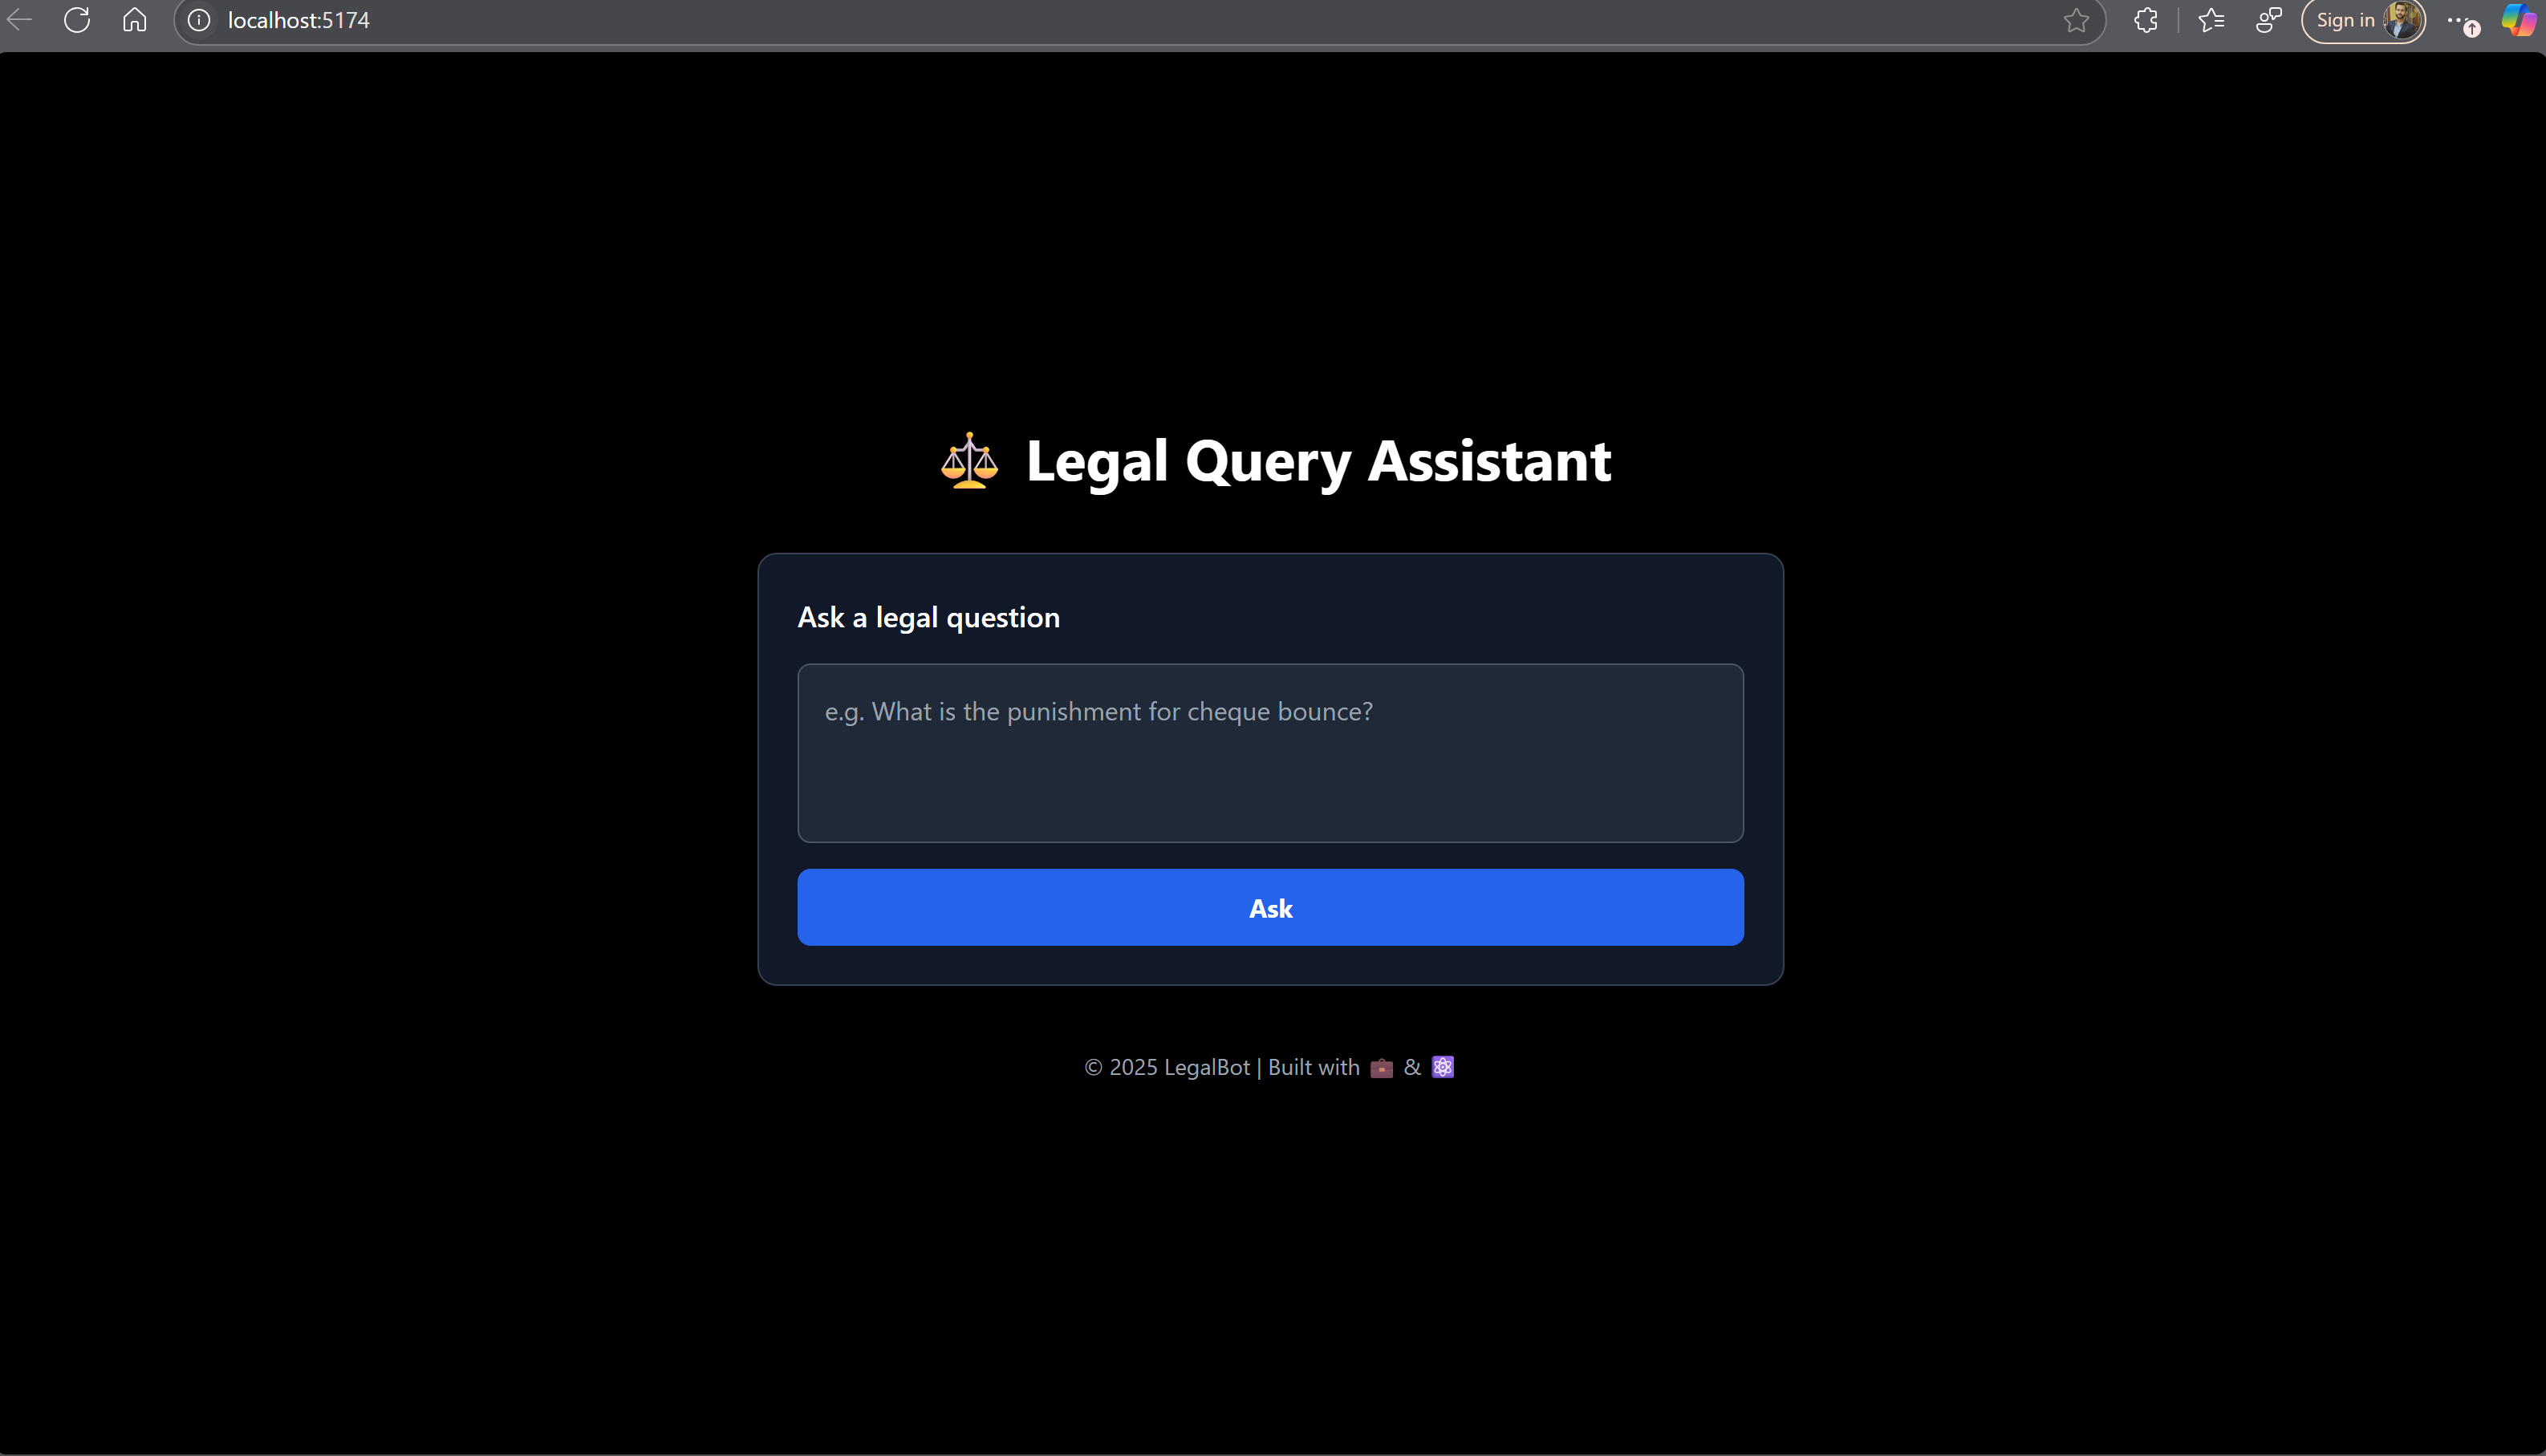 localhost:5174
Sign in
⚖️ Legal Query Assistant
Ask a legal question
e.g. What is the punishment for cheque bounce?
Ask
© 2025 LegalBot | Built with 💼 & ⚛️